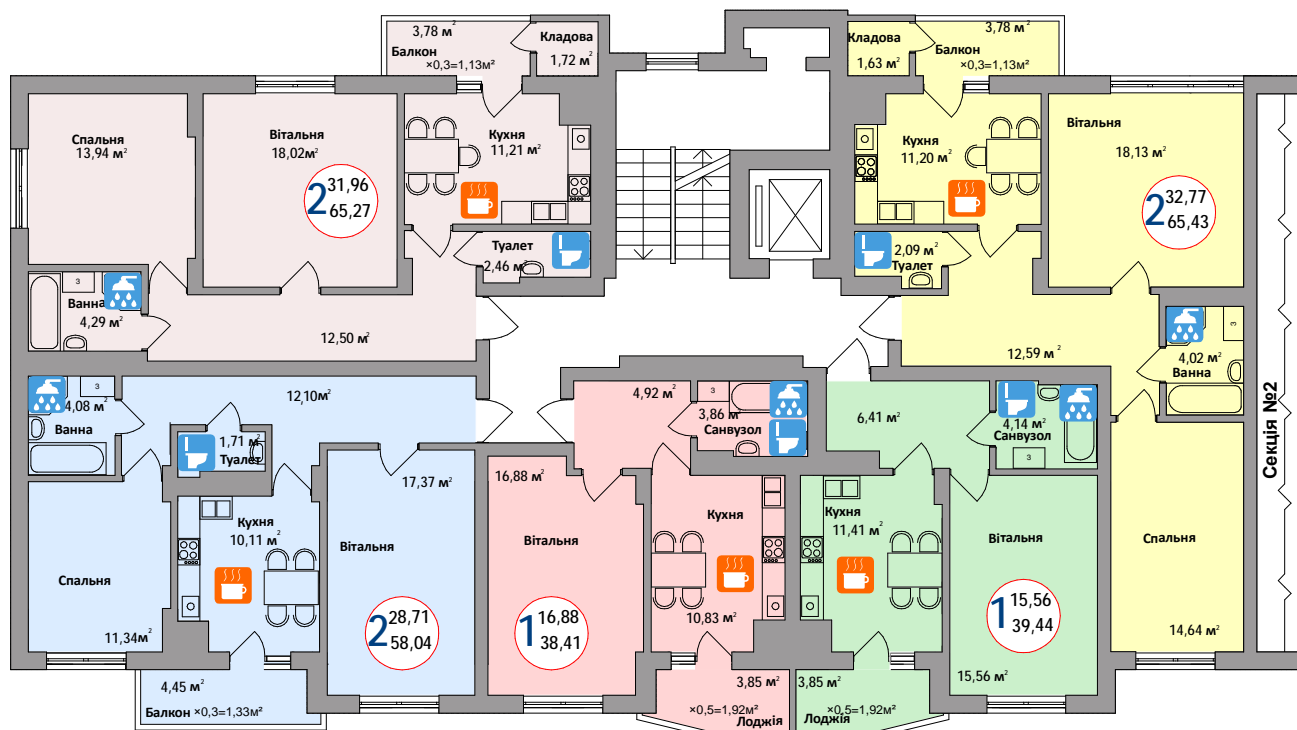 3,78 м²
Балкон
×0,3=1,13м²
Кладова
1,72 м²
Кладова
1,63 м²
3,78 м²
Балкон
×0,3=1,13м²
Спальня
13,94 м²
Вітальня
18,02м²
2 31,96
65,27
Кухня
11,21 м²
Туалет
2,46 м²
Ванна
4,29 м²
3
12,50 м²
Кухня
11,20 м²
Вітальня
18,13 м²
2 32,77
65,43
2,09 м²
Туалет
12,59 м²
3
4,02 м²
Ванна
14,64 м²
Спальня
Секція №2
3
4,08 м²
Ванна
12,10м²
1,71 м²
Туалет
Спальня
11,34м²
Кухня
10,11 м²
17,37 м²
Вітальня
2 28,71
58,04
4,45 м²
Балкон ×0,3=1,33м²
4,92 м²
3
3,86 м²
Санвузол
16,88 м²
Вітальня
1 16,88
38,41
Кухня
10,83 м²
3,85 м²
×0,5=1,92м²
Лоджія
6,41 м²
4,14 м²
Санвузол
3
Кухня
11,41 м²
Вітальня
1 15,56
39,44
15,56 м²
3,85 м²
×0,5=1,92м²
Лоджія